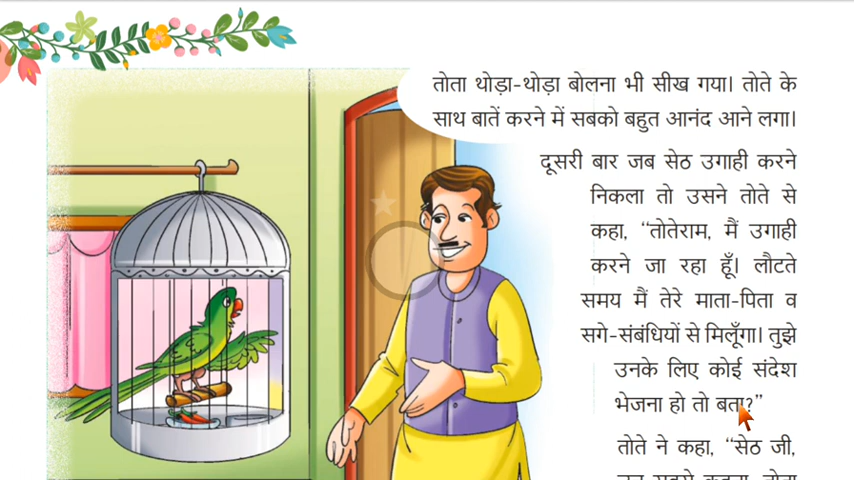 तोता थोड़ा-थोड़ा बोलना भी सीख गया। तोते के
साथ बातें करने में सबको बहुत आनंद आने लगा।
दूसरी बार जब सेठ उगाही करने
निकला तो उसने तोते से
कहा, “तोतेराम, मैं उगाही
करने जा रहा हूँ। लौटते
समय मैं तेरे माता-पिता व
सगे-संबंधियों से मिलूँगा। तुझे
उनके लिए कोई संदेश
भेजना हो तो बता?”
तोते ने कहा, “सेठ जी,